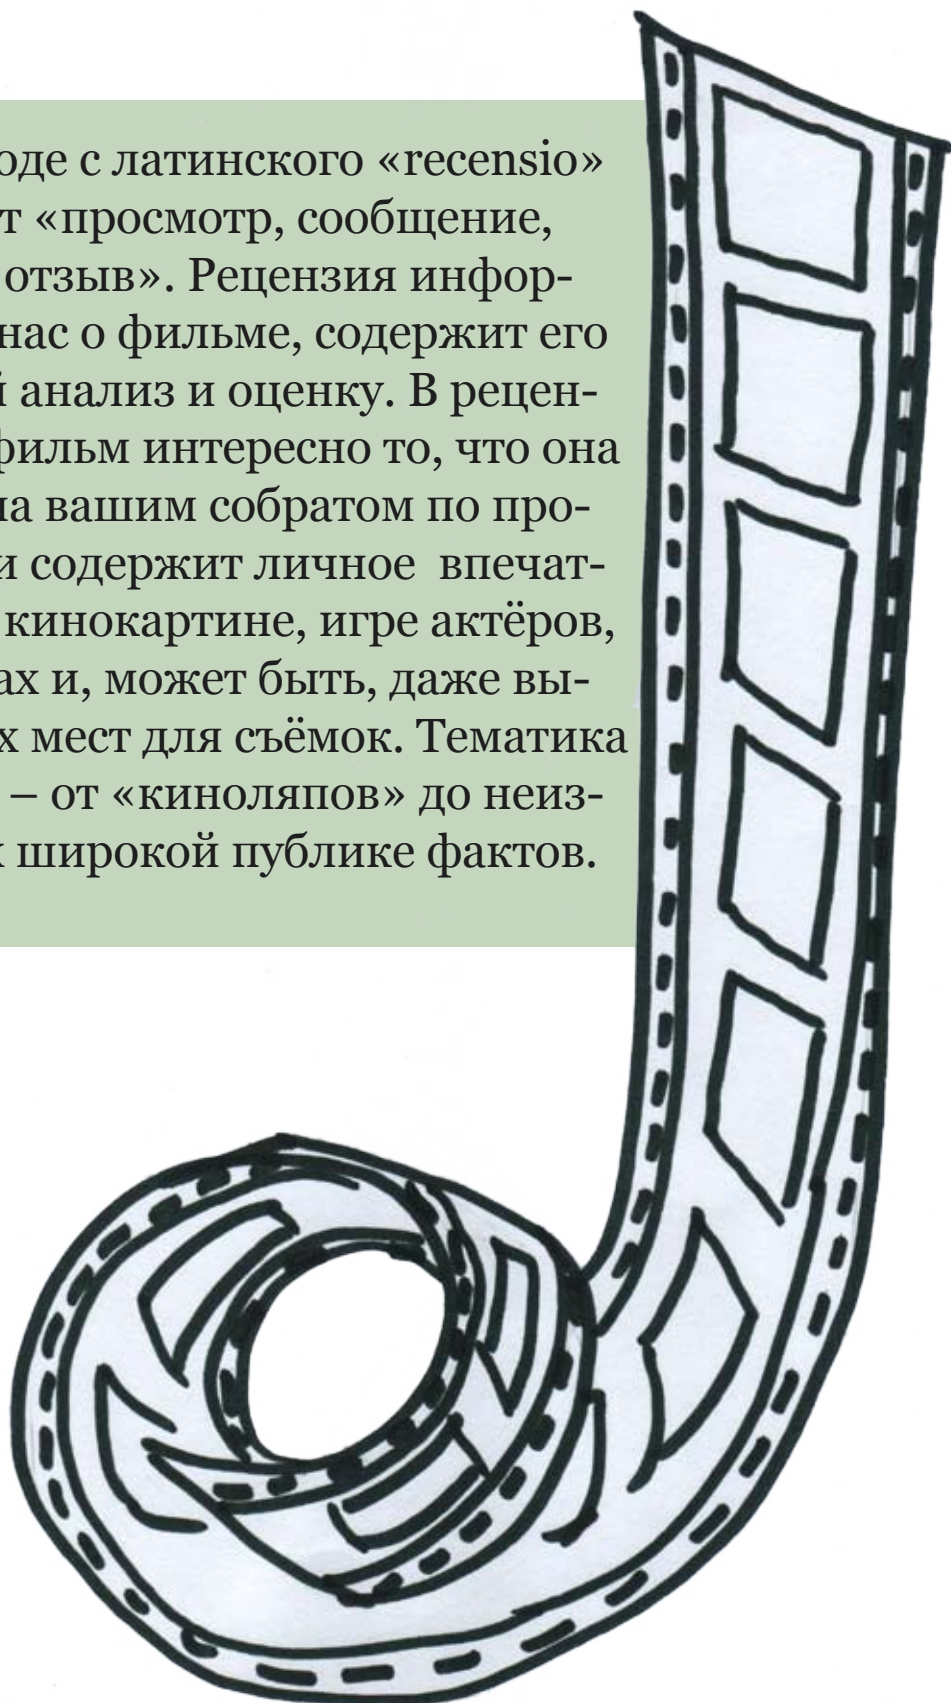 оде с латинского «recensio»
т «просмотр, сообщение,
отзыв». Рецензия инфор-
нас о фильме, содержит его
й анализ и оценку. В рецен-
фильм интересно то, что она
на вашим собратом по про-
и содержит личное впечат-
кинокартине, игре актёров,
ах и, может быть, даже вы-
х мест для съёмок. Тематика
– от «киноляпов» до неиз-
х широкой публике фактов.